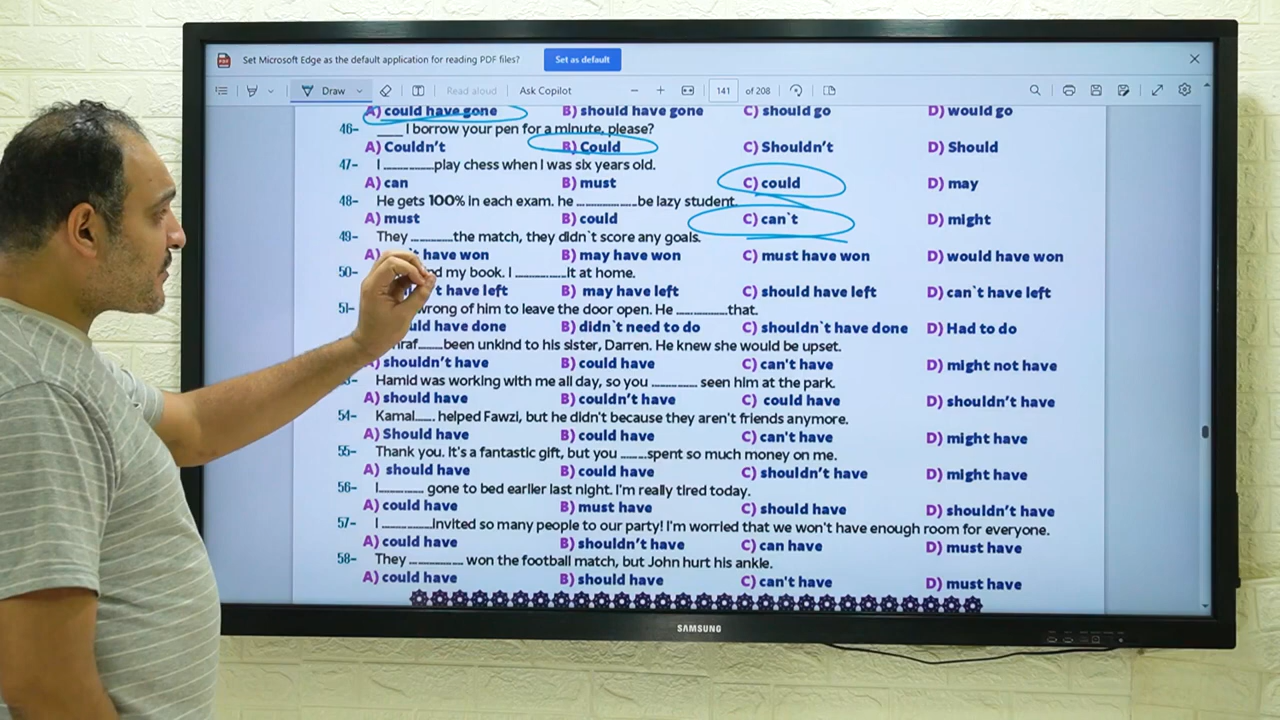 Set Microsoft Edge as the default application for reading PDF files? Set as default
Draw Read aloud Ask Copilot 141 of 208
A) could have gone B) should have gone C) should go D) would go
46- ____ I borrow your pen for a minute, please?
A) Couldn't B) Could C) Shouldn't D) Should
47- I ............play chess when I was six years old.
A) can B) must C) could D) may
48- He gets 100% in each exam. he ..............be lazy student.
A) must B) could C) can`t D) might
49- They ..........the match, they didn`t score any goals.
A) `t have won B) may have won C) must have won D) would have won
50- nd my book. I ............it at home.
`t have left B) may have left C) should have left D) can`t have left
51- wrong of him to leave the door open. He ............that.
uld have done B) didn`t need to do C) shouldn`t have done D) Had to do
raf......been unkind to his sister, Darren. He knew she would be upset.
) shouldn't have B) could have C) can't have D) might not have
Hamid was working with me all day, so you ........... seen him at the park.
A) should have B) couldn't have C) could have D) shouldn't have
54- Kamal..... helped Fawzi, but he didn't because they aren't friends anymore.
A) Should have B) could have C) can't have D) might have
55- Thank you. It's a fantastic gift, but you .......spent so much money on me.
A) should have B) could have C) shouldn't have D) might have
56- I........... gone to bed earlier last night. I'm really tired today.
A) could have B) must have C) should have D) shouldn't have
57- I ............invited so many people to our party! I'm worried that we won't have enough room for everyone.
A) could have B) shouldn't have C) can have D) must have
58- They ............. won the football match, but John hurt his ankle.
A) could have B) should have C) can't have D) must have
SAMSUNG